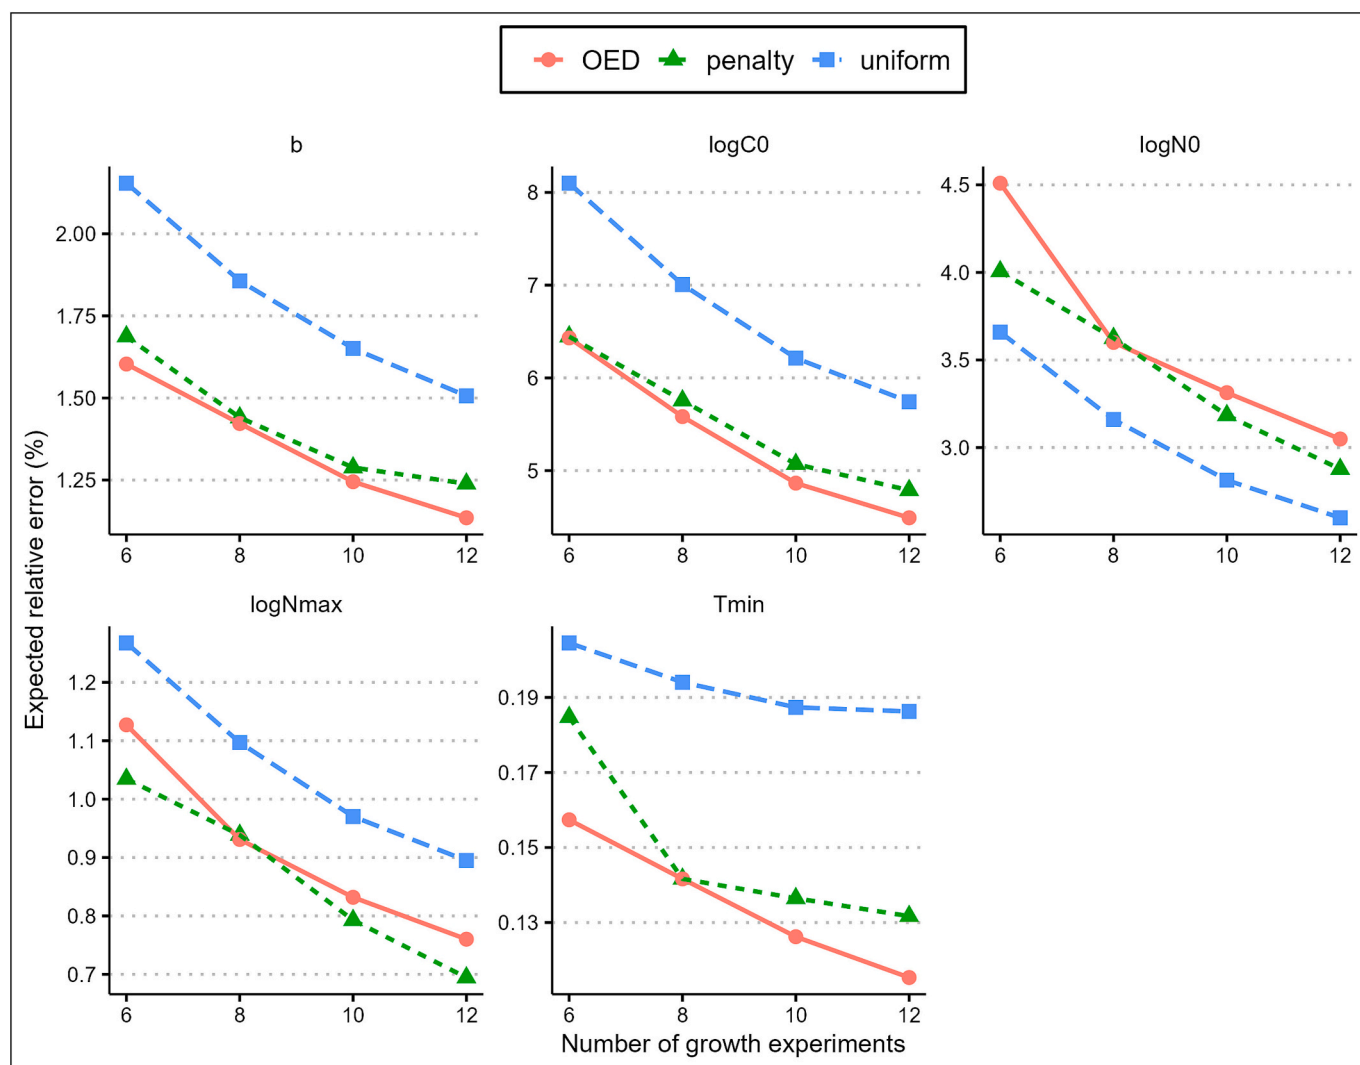 OED penalty uniform
b
logC0
logN0
Expected relative error (%)
2.00
1.75
1.50
1.25
6 8 10 12
8
7
6
5
6 8 10 12
4.5
4.0
3.5
3.0
6 8 10 12
logNmax
Tmin
1.2
1.1
1.0
0.9
0.8
0.7
6 8 10 12
0.19
0.17
0.15
0.13
6 8 10 12
Number of growth experiments